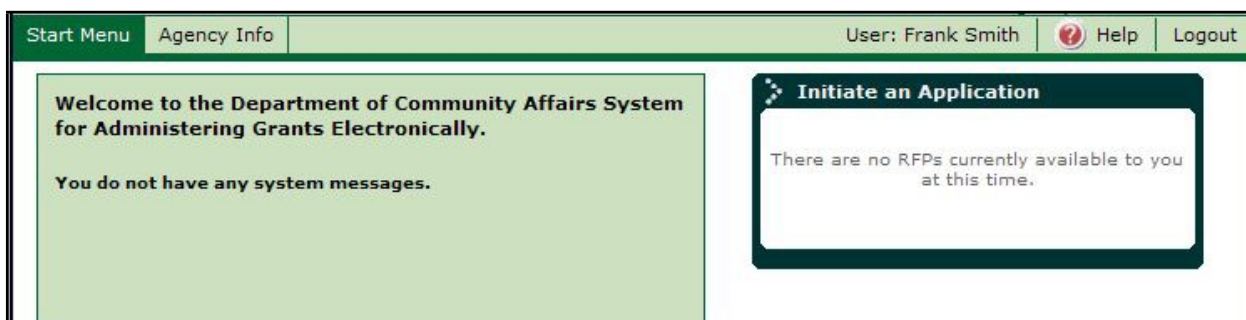 Start Menu Agency Info User: Frank Smith Help Logout
Welcome to the Department of Community Affairs System
for Administering Grants Electronically.
You do not have any system messages.
Initiate an Application
There are no RFPs currently available to you
at this time.